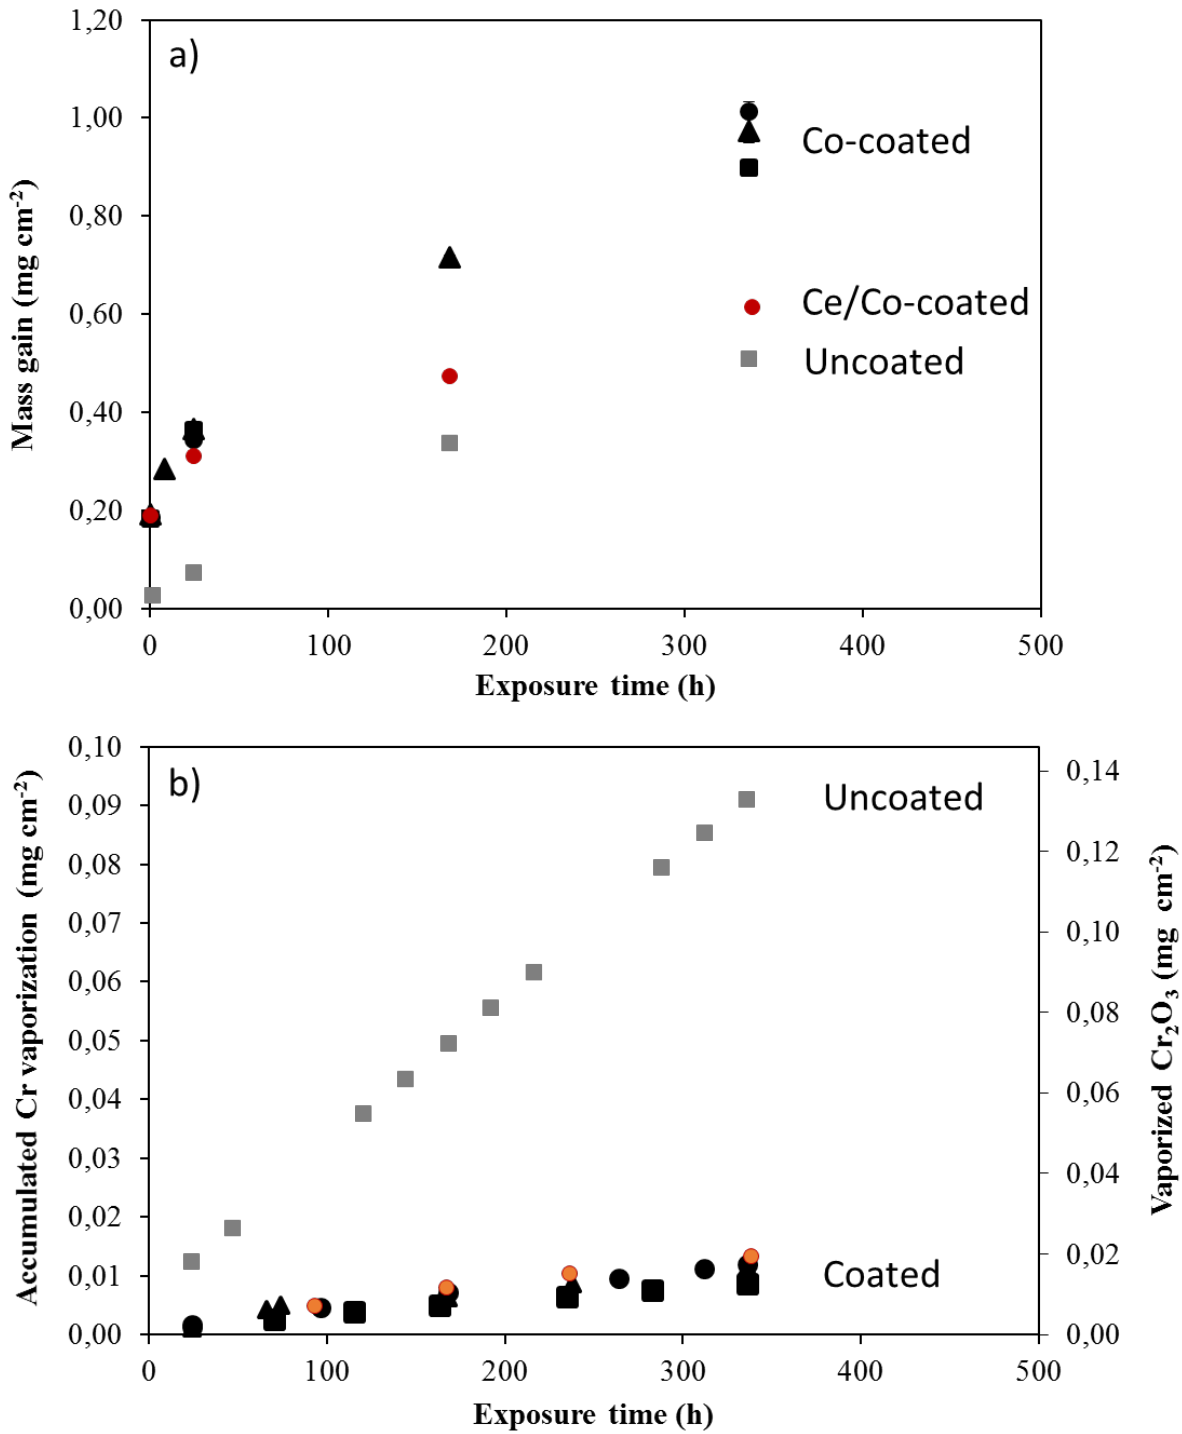 a)
1,20
1,00
0,80
0,60
0,40
0,20
0,00
Mass gain (mg cm⁻²)
Co-coated
Ce/Co-coated
Uncoated
0 100 200 300 400 500
Exposure time (h)
b)
0,10
0,09
0,08
0,07
0,06
0,05
0,04
0,03
0,02
0,01
0,00
Accumulated Cr vaporization (mg cm⁻²)
Uncoated
Coated
0,14
0,12
0,10
0,08
0,06
0,04
0,02
0,00
Vaporized Cr₂O₃ (mg cm⁻²)
0 100 200 300 400 500
Exposure time (h)